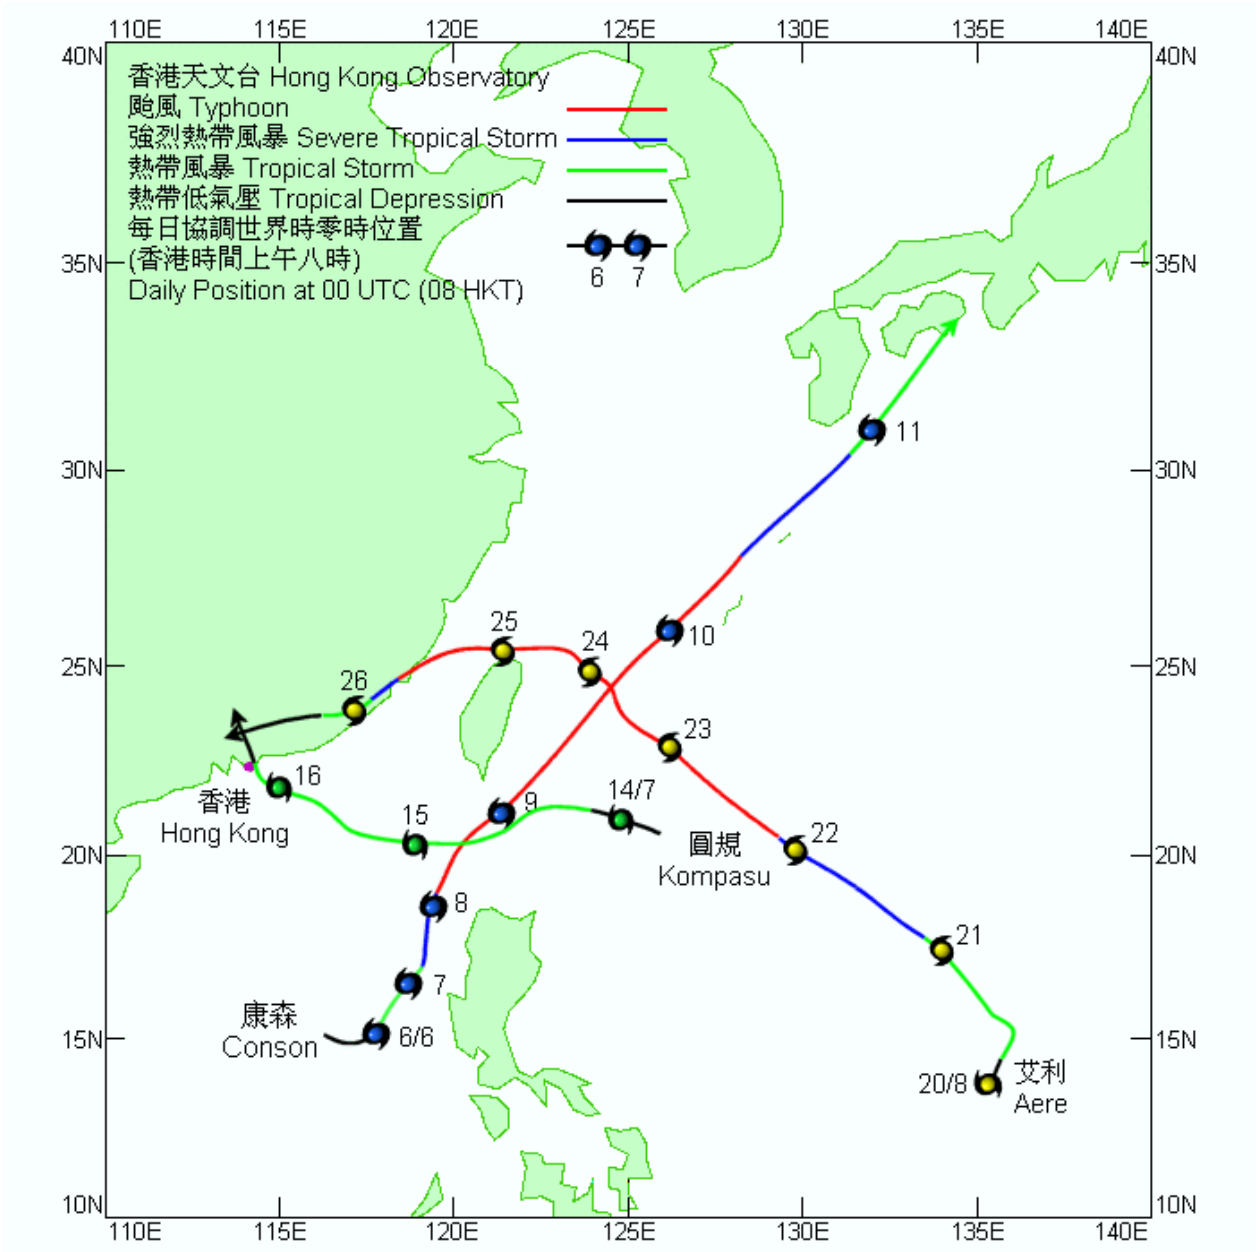 110E 115E 120E 125E 130E 135E 140E
40N 40N
香港天文台 Hong Kong Observatory
颱風 Typhoon
強烈熱帶風暴 Severe Tropical Storm
熱帶風暴 Tropical Storm
熱帶低氣壓 Tropical Depression
每日協調世界時零時位置
(香港時間上午八時)
Daily Position at 00 UTC (08 HKT)
6 7
35N 35N
11
30N 30N
25 24
10
25N 25N
26
23
16
14/7
9
15
香港
Hong Kong
圓規
Kompasu
22
20N 20N
8
21
7
康森
Conson
6/6
15N 15N
20/8
艾利
Aere
10N 10N
110E 115E 120E 125E 130E 135E 140E